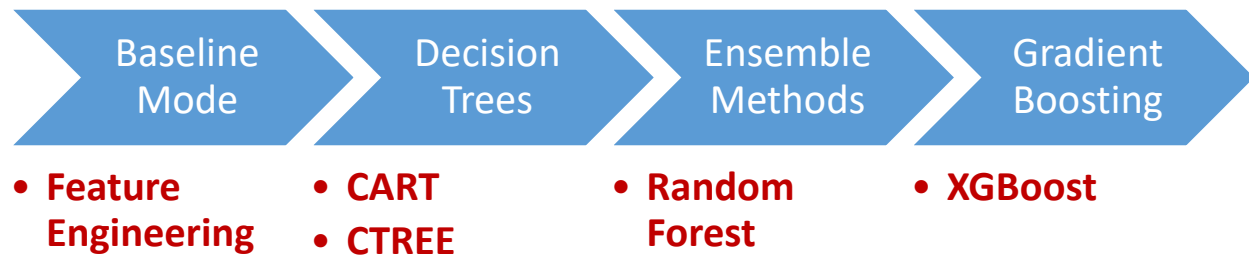 Baseline
Mode
Decision
Trees
Ensemble
Methods
Gradient
Boosting
• Feature
Engineering
• CART
• CTREE
• Random
Forest
• XGBoost